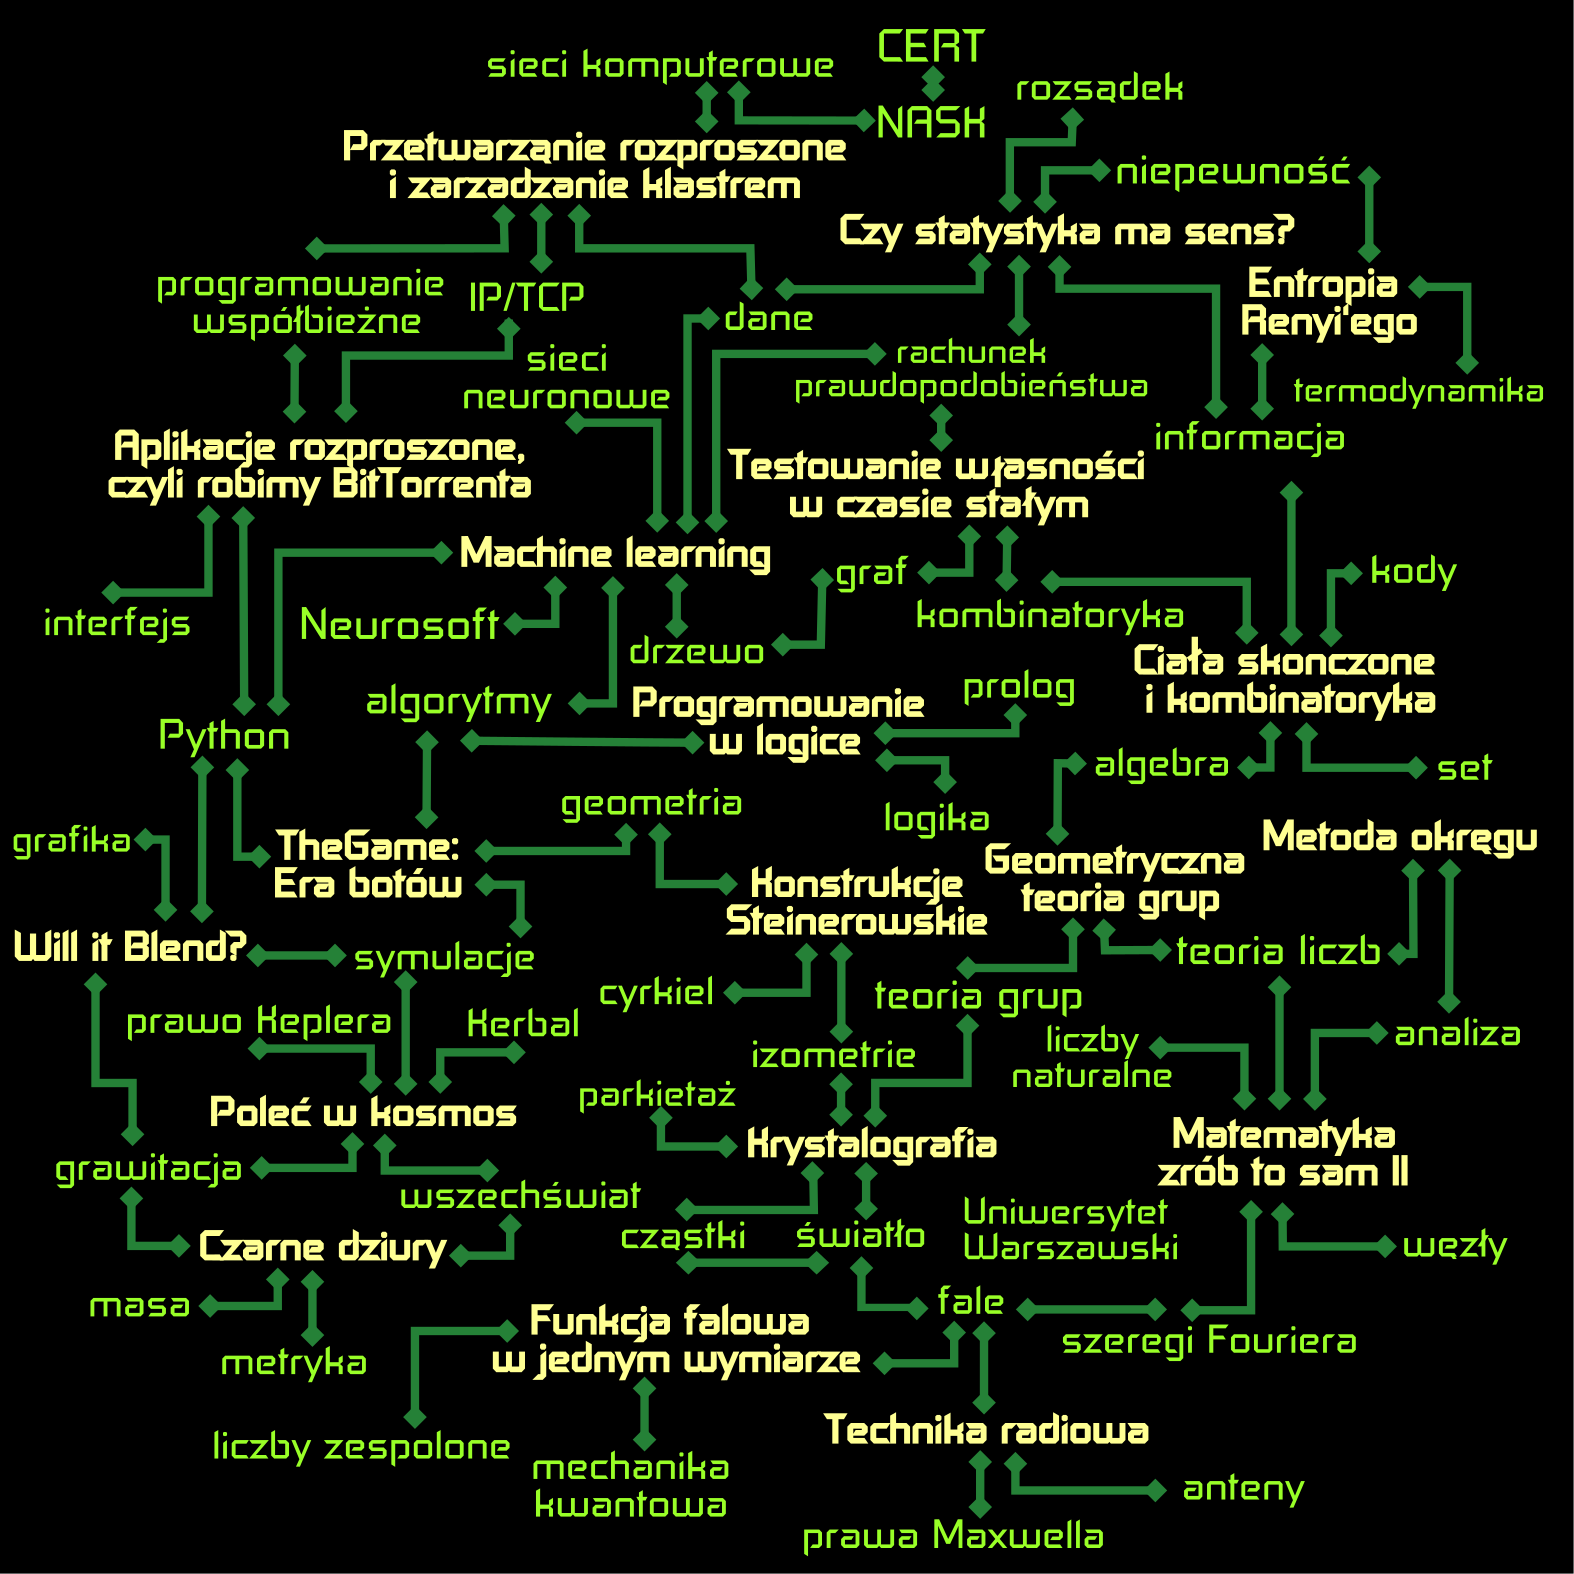 CERT
sieci komputerowe
rozsądek
NASK
Przetwarząnie rozproszone
i zarzadzanie klastrem
niepewność
Czy statystyka ma sens?
programowanie
współbieżne
IP/TCP
dane
Entropia
Renyi'ego
sieci
neuronowe
rachunek
prawdopodobieństwa
termodynamika
informacja
Aplikacje rozproszone,
czyli robimy BitTorrenta
Testowanie własności
w czasie stałym
Machine learning
graf
kody
interfejs
Neurosoft
kombinatoryka
drzewo
Ciała skonczone
i kombinatoryka
algorytmy
Programowanie
w logice
prolog
Python
algebra
set
geometria
logika
grafika
TheGame:
Era botów
Metoda okręgu
Geometryczna
teoria grup
Konstrukcje
Steinerowskie
Will it Blend?
symulacje
teoria liczb
cyrkiel
teoria grup
prawo Keplera
Kerbal
liczby
naturalne
analiza
izometrie
parkietaż
Poleć w kosmos
Krystalografia
Matematyka
zrób to sam II
grawitacja
wszechświat
cząstki
światło
Uniwersytet
Warszawski
Czarne dziury
węzły
masa
fale
metryka
Funkcja falowa
w jednym wymiarze
szeregi Fouriera
liczby zespolone
Technika radiowa
mechanika
kwantowa
anteny
prawa Maxwella